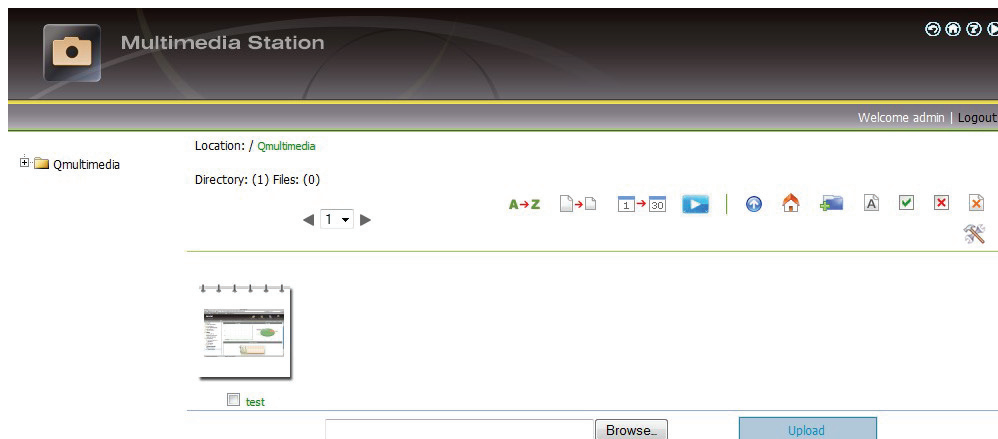 Multimedia Station
Welcome admin | Logout
Qmultimedia
Location: / Qmultimedia
Directory: (1) Files: (0)
A Z
1 30
A
1
test
Browse...
Upload